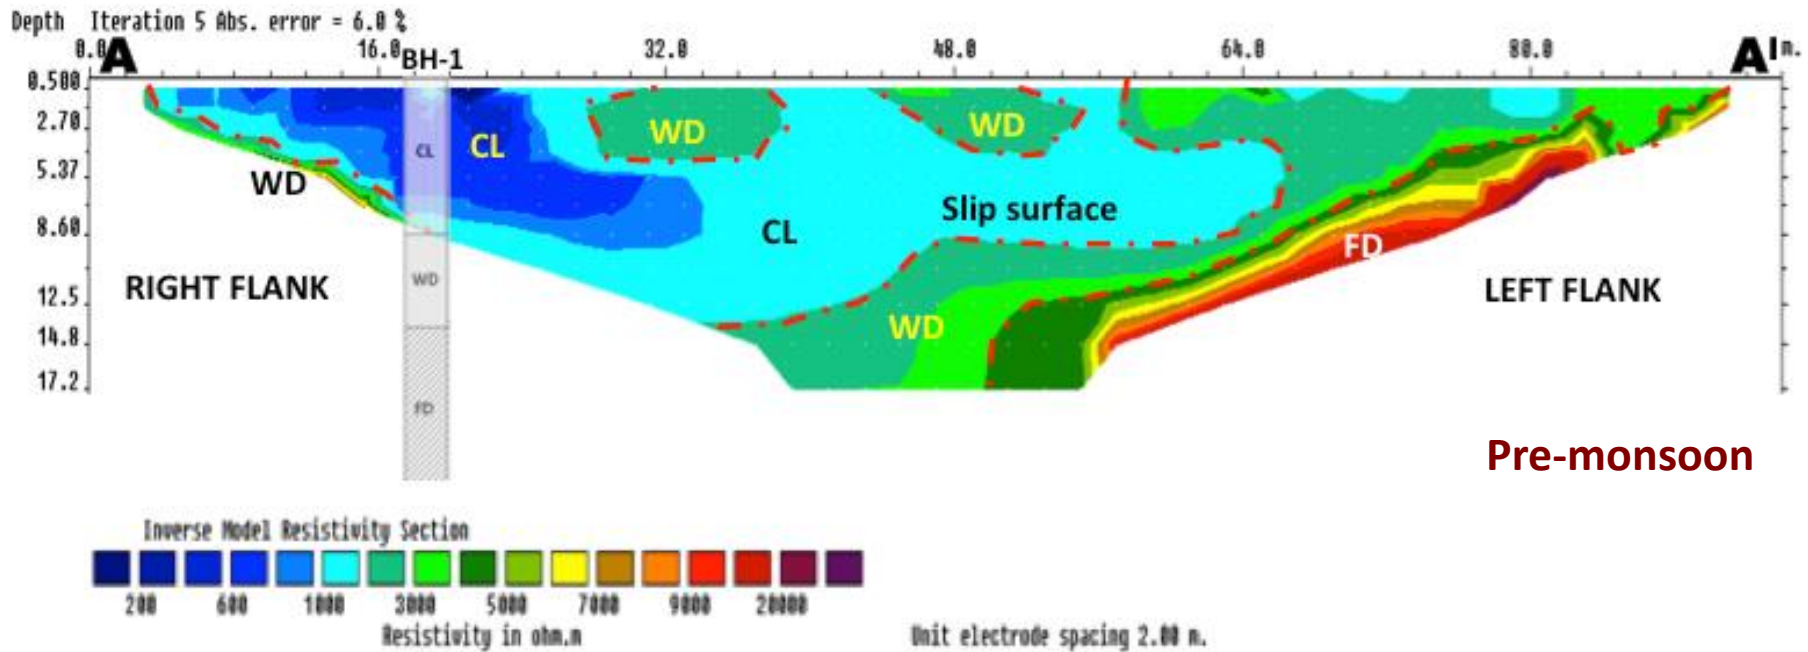 Depth Iteration 5 Abs. error = 6.0 %
0.0 A 16.0 BH-1 32.0 48.0 64.0 80.0 A' m.
0.500
2.70
5.37
8.60
12.5
14.8
17.2
CL
WD
FD
CL
WD
WD
WD
CL
Slip surface
WD
FD
RIGHT FLANK
LEFT FLANK
Pre-monsoon
Inverse Model Resistivity Section
200 600 1000 3000 5000 7000 9000 20000
Resistivity in ohm.m
Unit electrode spacing 2.00 m.